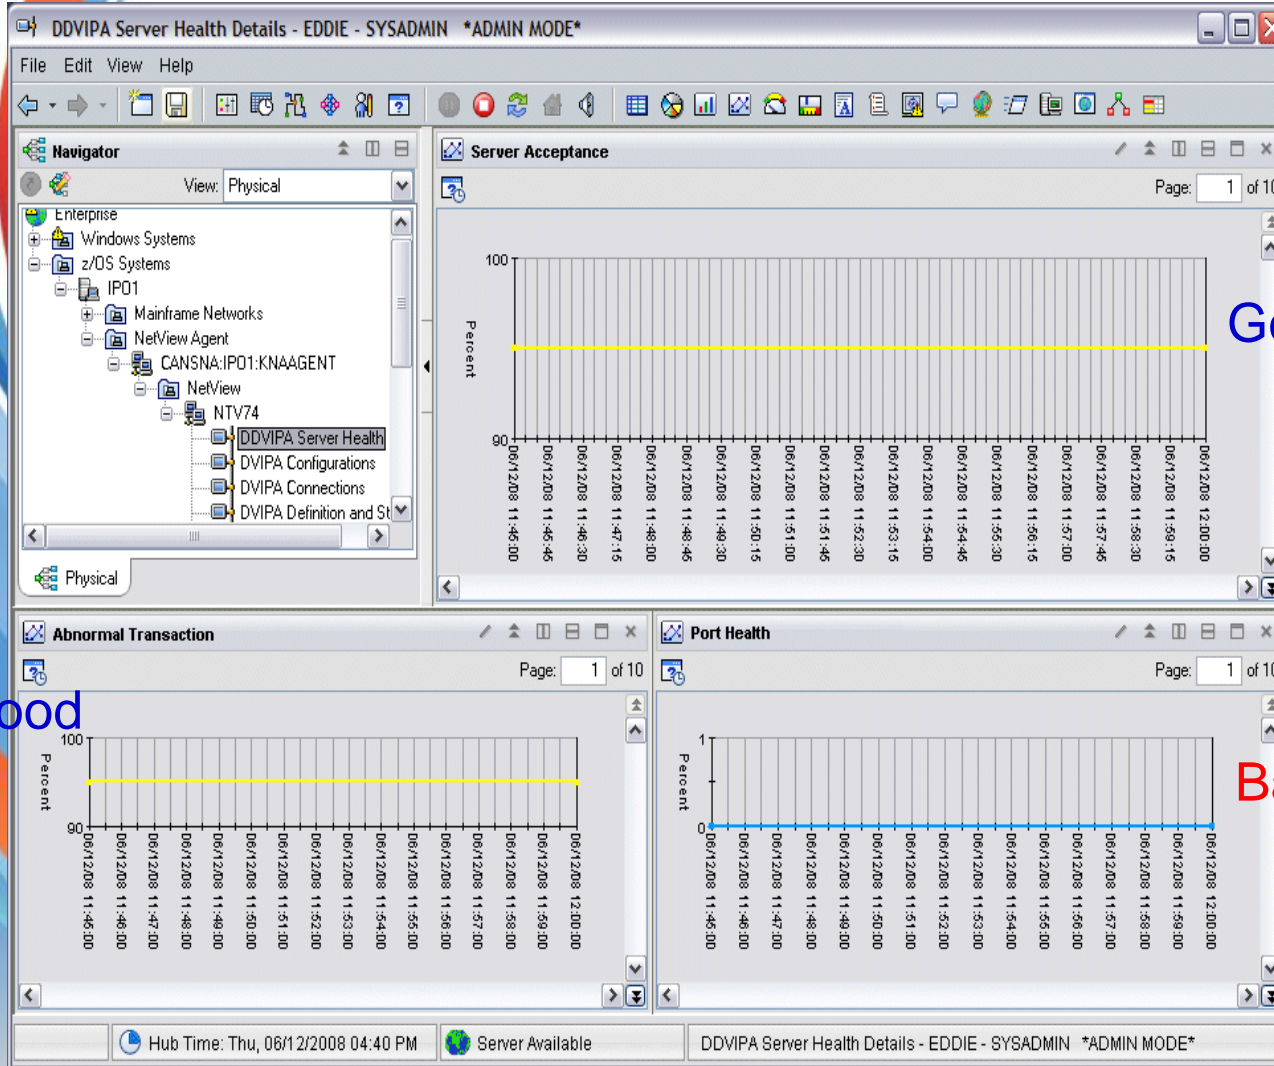 DDVIPA Server Health Details - EDDIE - SYSADMIN *ADMIN MODE*
File Edit View Help
Navigator
View: Physical
Enterprise
Windows Systems
z/OS Systems
IPO1
Mainframe Networks
NetView Agent
CANSNA:IPO1:KNAAGENT
NetView
NTV74
DDVIPA Server Health
DVIPA Configurations
DVIPA Connections
DVIPA Definition and St
Physical
Server Acceptance
Page: 1 of 10
100
Percent
90
06/12/08 11:45:00
06/12/08 11:45:45
06/12/08 11:46:30
06/12/08 11:47:15
06/12/08 11:48:00
06/12/08 11:48:45
06/12/08 11:49:30
06/12/08 11:50:15
06/12/08 11:51:00
06/12/08 11:51:45
06/12/08 11:52:30
06/12/08 11:53:15
06/12/08 11:54:00
06/12/08 11:54:45
06/12/08 11:55:30
06/12/08 11:56:15
06/12/08 11:57:00
06/12/08 11:57:45
06/12/08 11:58:30
06/12/08 11:59:15
06/12/08 12:00:00
Go
Abnormal Transaction
Page: 1 of 10
ood
100
Percent
90
06/12/08 11:45:00
06/12/08 11:46:00
06/12/08 11:47:00
06/12/08 11:48:00
06/12/08 11:49:00
06/12/08 11:50:00
06/12/08 11:51:00
06/12/08 11:52:00
06/12/08 11:53:00
06/12/08 11:54:00
06/12/08 11:55:00
06/12/08 11:56:00
06/12/08 11:57:00
06/12/08 11:58:00
06/12/08 11:59:00
06/12/08 12:00:00
Port Health
Page: 1 of 10
1
Percent
0
06/12/08 11:45:00
06/12/08 11:46:00
06/12/08 11:47:00
06/12/08 11:48:00
06/12/08 11:49:00
06/12/08 11:50:00
06/12/08 11:51:00
06/12/08 11:52:00
06/12/08 11:53:00
06/12/08 11:54:00
06/12/08 11:55:00
06/12/08 11:56:00
06/12/08 11:57:00
06/12/08 11:58:00
06/12/08 11:59:00
06/12/08 12:00:00
Ba
Hub Time: Thu, 06/12/2008 04:40 PM
Server Available
DDVIPA Server Health Details - EDDIE - SYSADMIN *ADMIN MODE*